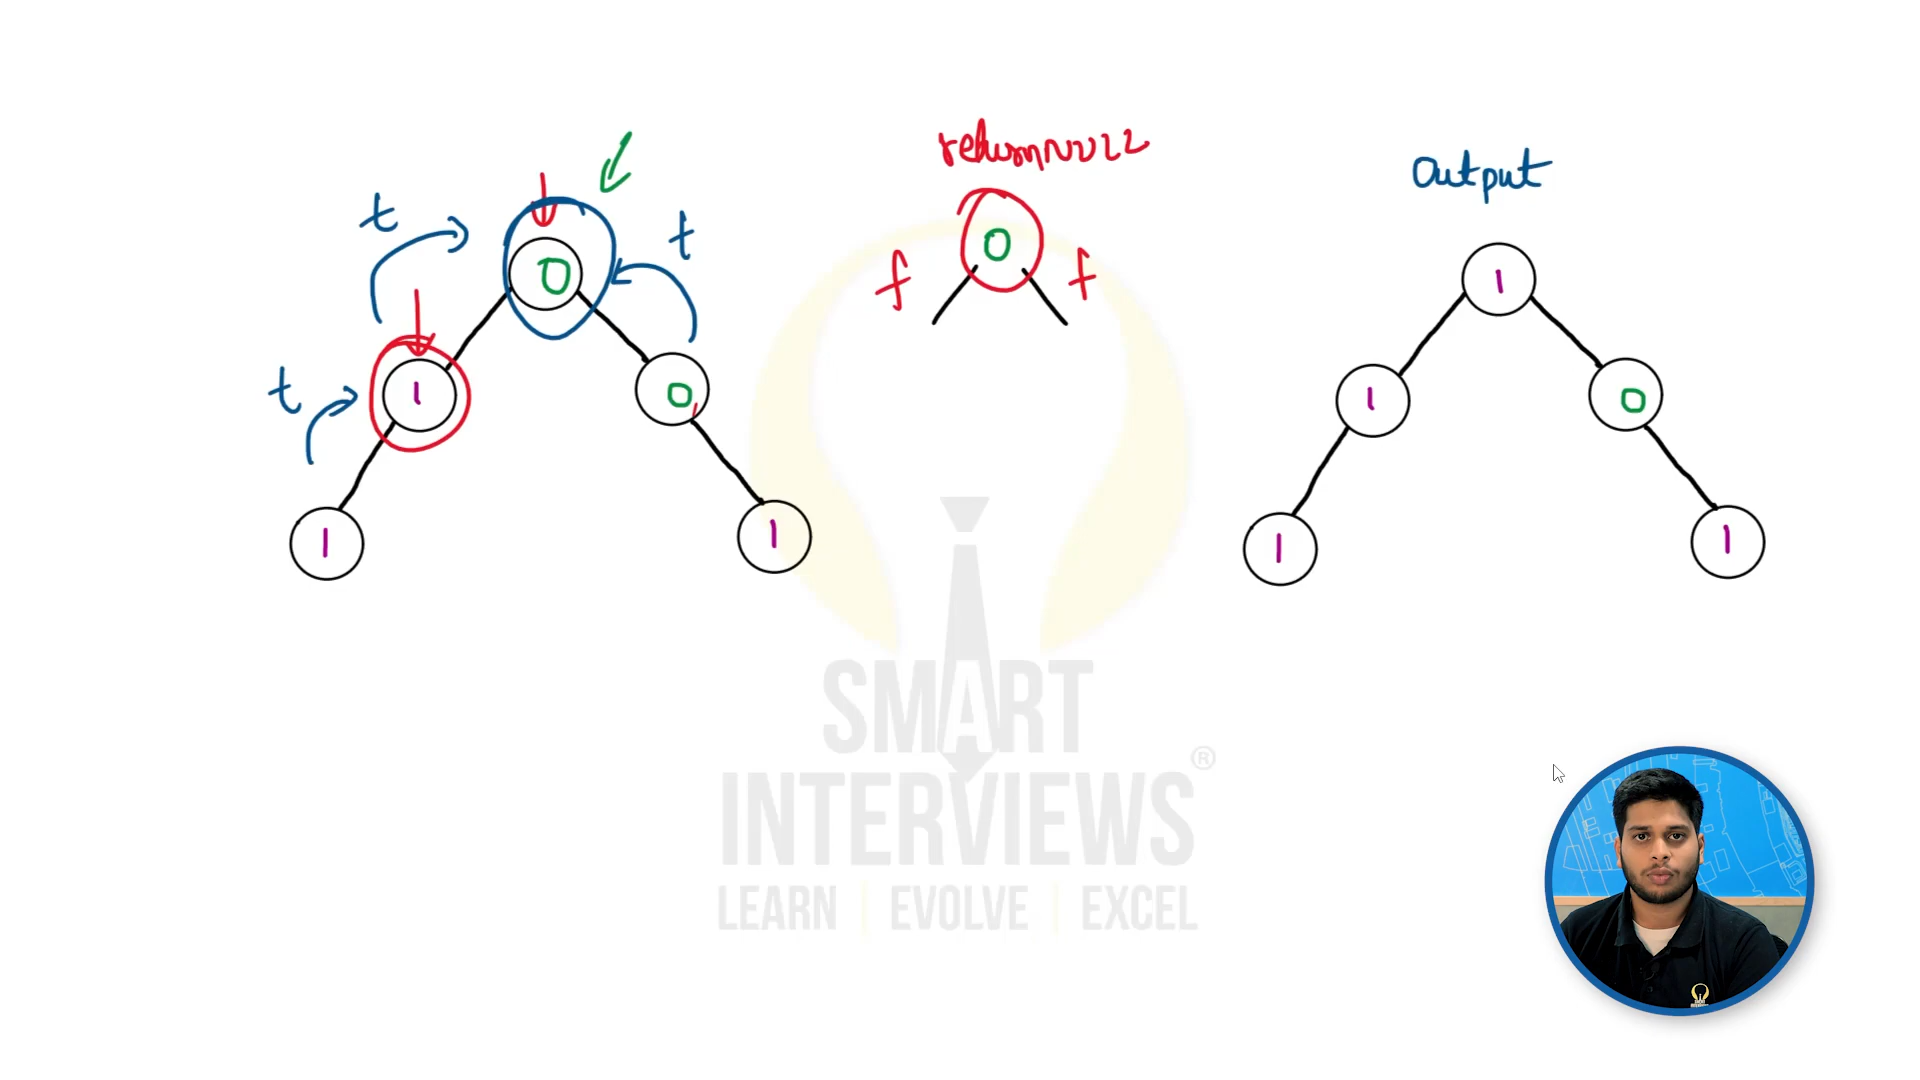 returnNULL
Output
t
t
0
f
0
f
1
t
1
0
1
0
1
1
1
1
SMART
INTERVIEWS®
LEARN | EVOLVE | EXCEL